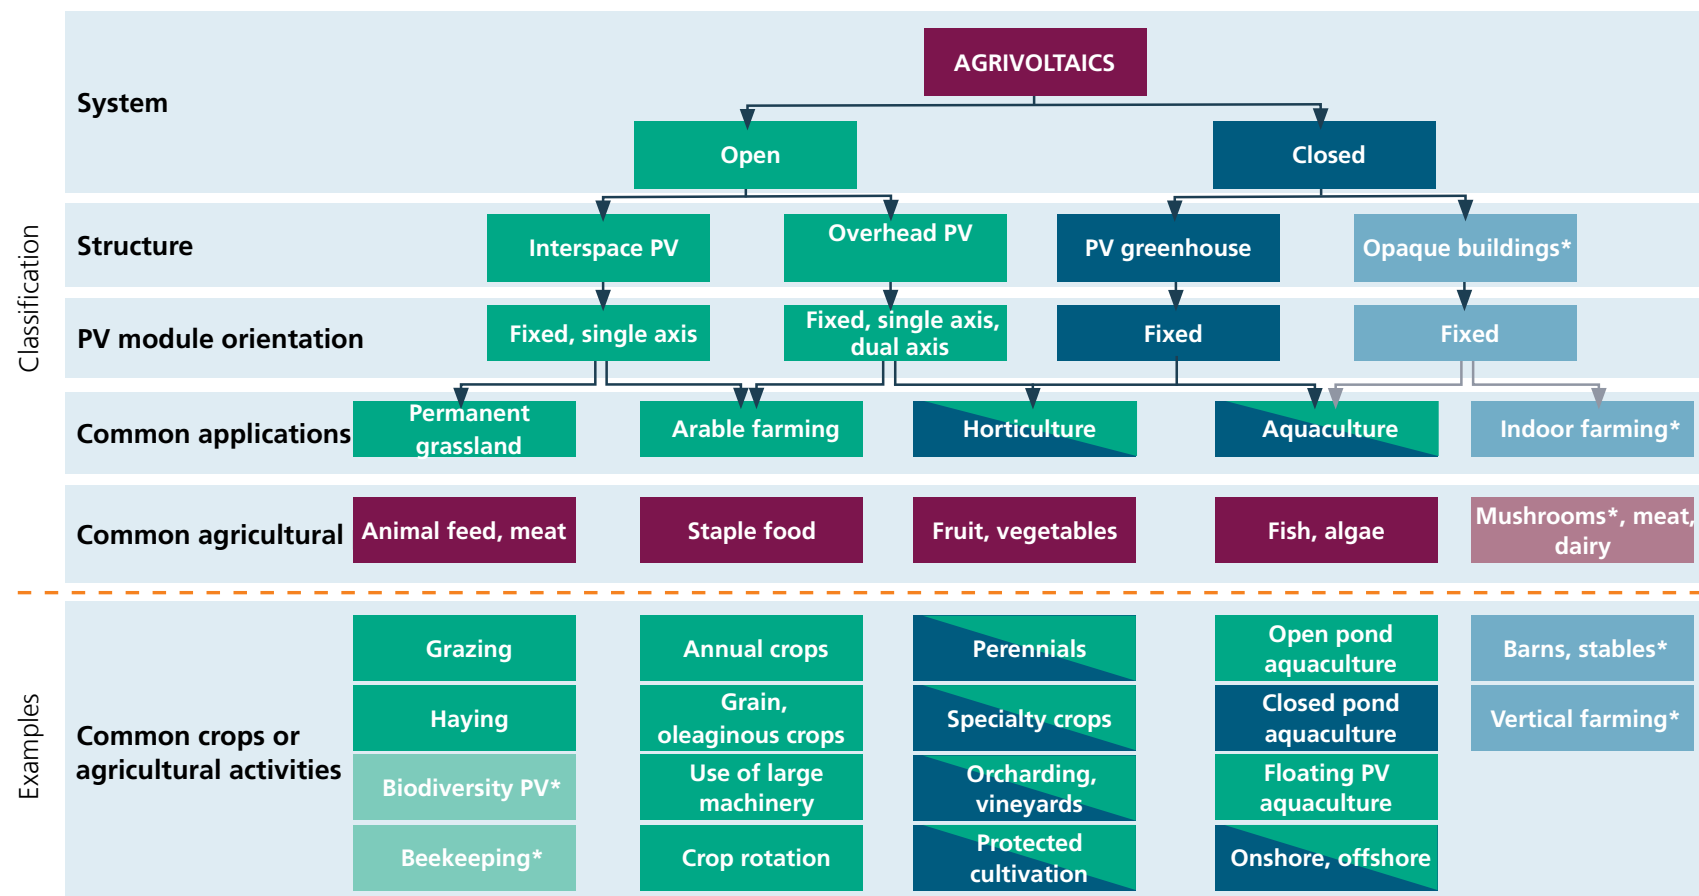 AGRIVOLTAICS
System
Open
Closed
Classification
Structure
Interspace PV
Overhead PV
PV greenhouse
Opaque buildings*
PV module orientation
Fixed, single axis
Fixed, single axis,
dual axis
Fixed
Fixed
Common applications
Permanent
grassland
Arable farming
Horticulture
Aquaculture
Indoor farming*
Common agricultural
Animal feed, meat
Staple food
Fruit, vegetables
Fish, algae
Mushrooms*, meat,
dairy
Examples
Common crops or
agricultural activities
Grazing
Haying
Biodiversity PV*
Beekeeping*
Annual crops
Grain,
oleaginous crops
Use of large
machinery
Crop rotation
Perennials
Specialty crops
Orcharding,
vineyards
Protected
cultivation
Open pond
aquaculture
Closed pond
aquaculture
Floating PV
aquaculture
Onshore, offshore
Barns, stables*
Vertical farming*